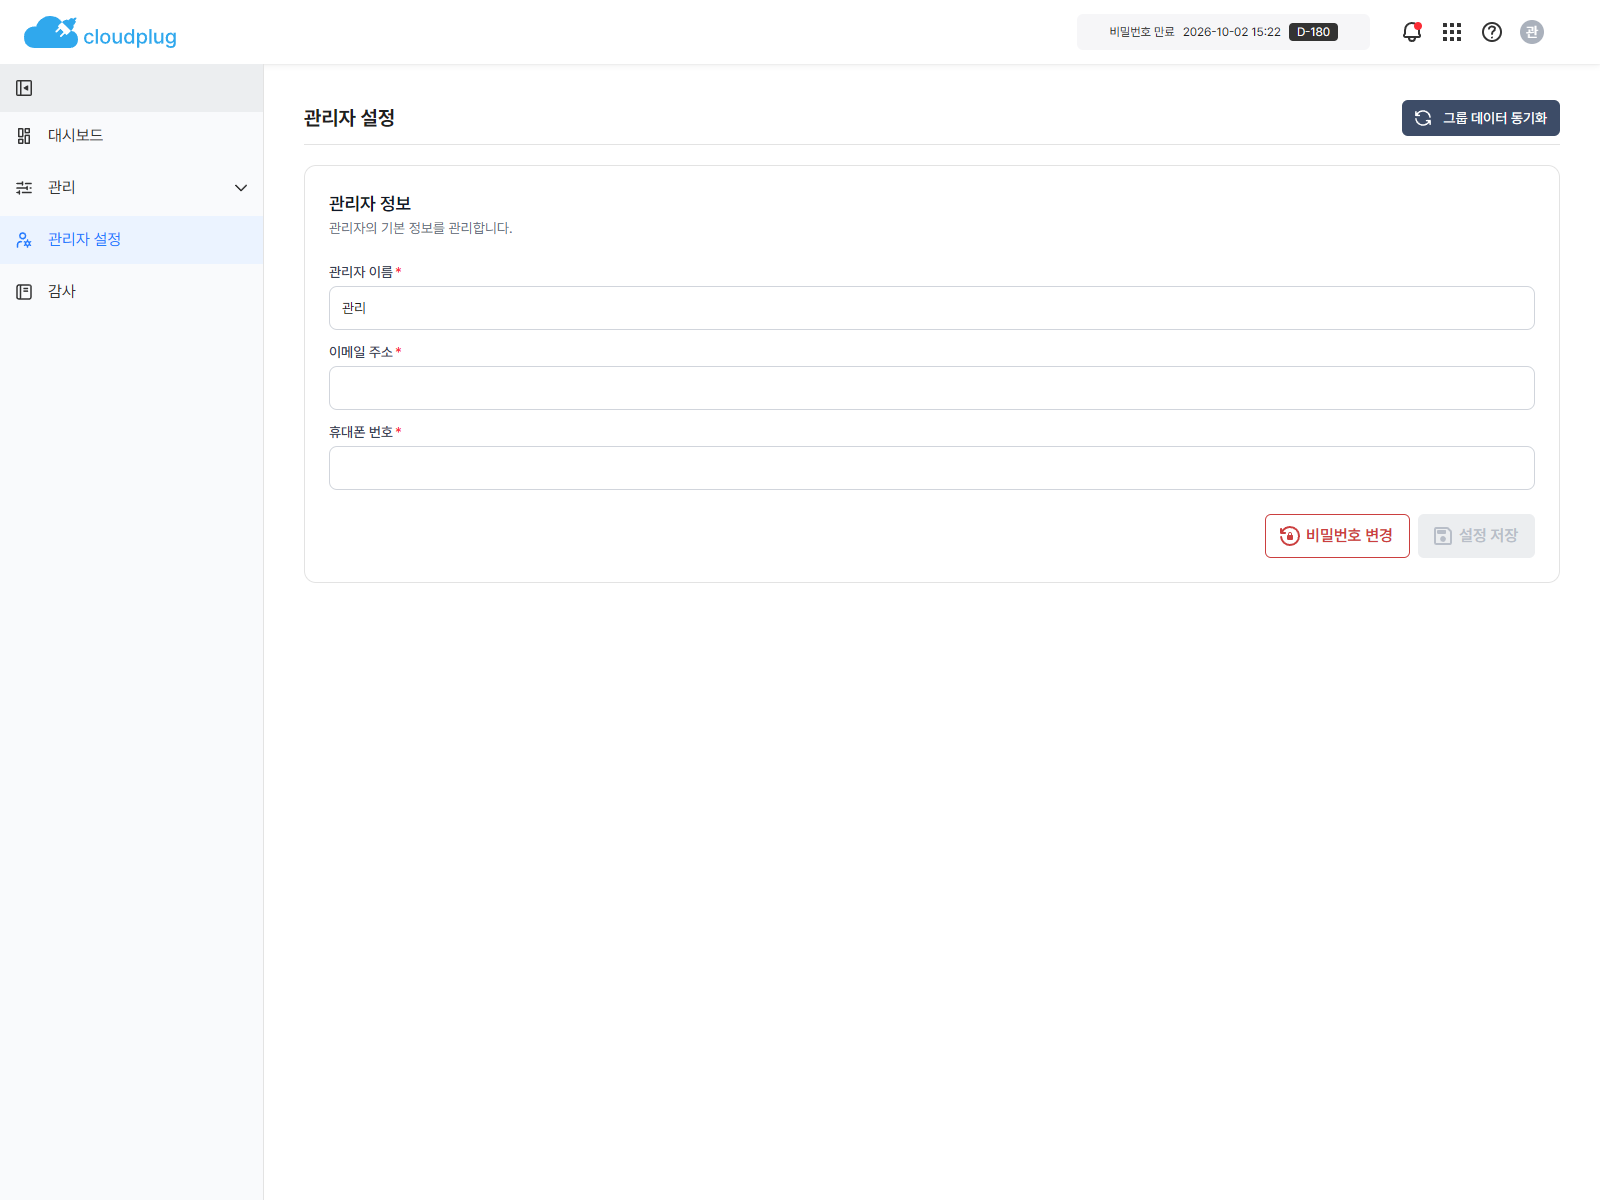 cloudplug
비밀번호 만료 2026-10-02 15:22 D-180
관
대시보드
관리
관리자 설정
감사
관리자 설정
그룹 데이터 동기화
관리자 정보
관리자의 기본 정보를 관리합니다.
관리자 이름*
관리
이메일 주소*
휴대폰 번호*
비밀번호 변경
설정 저장